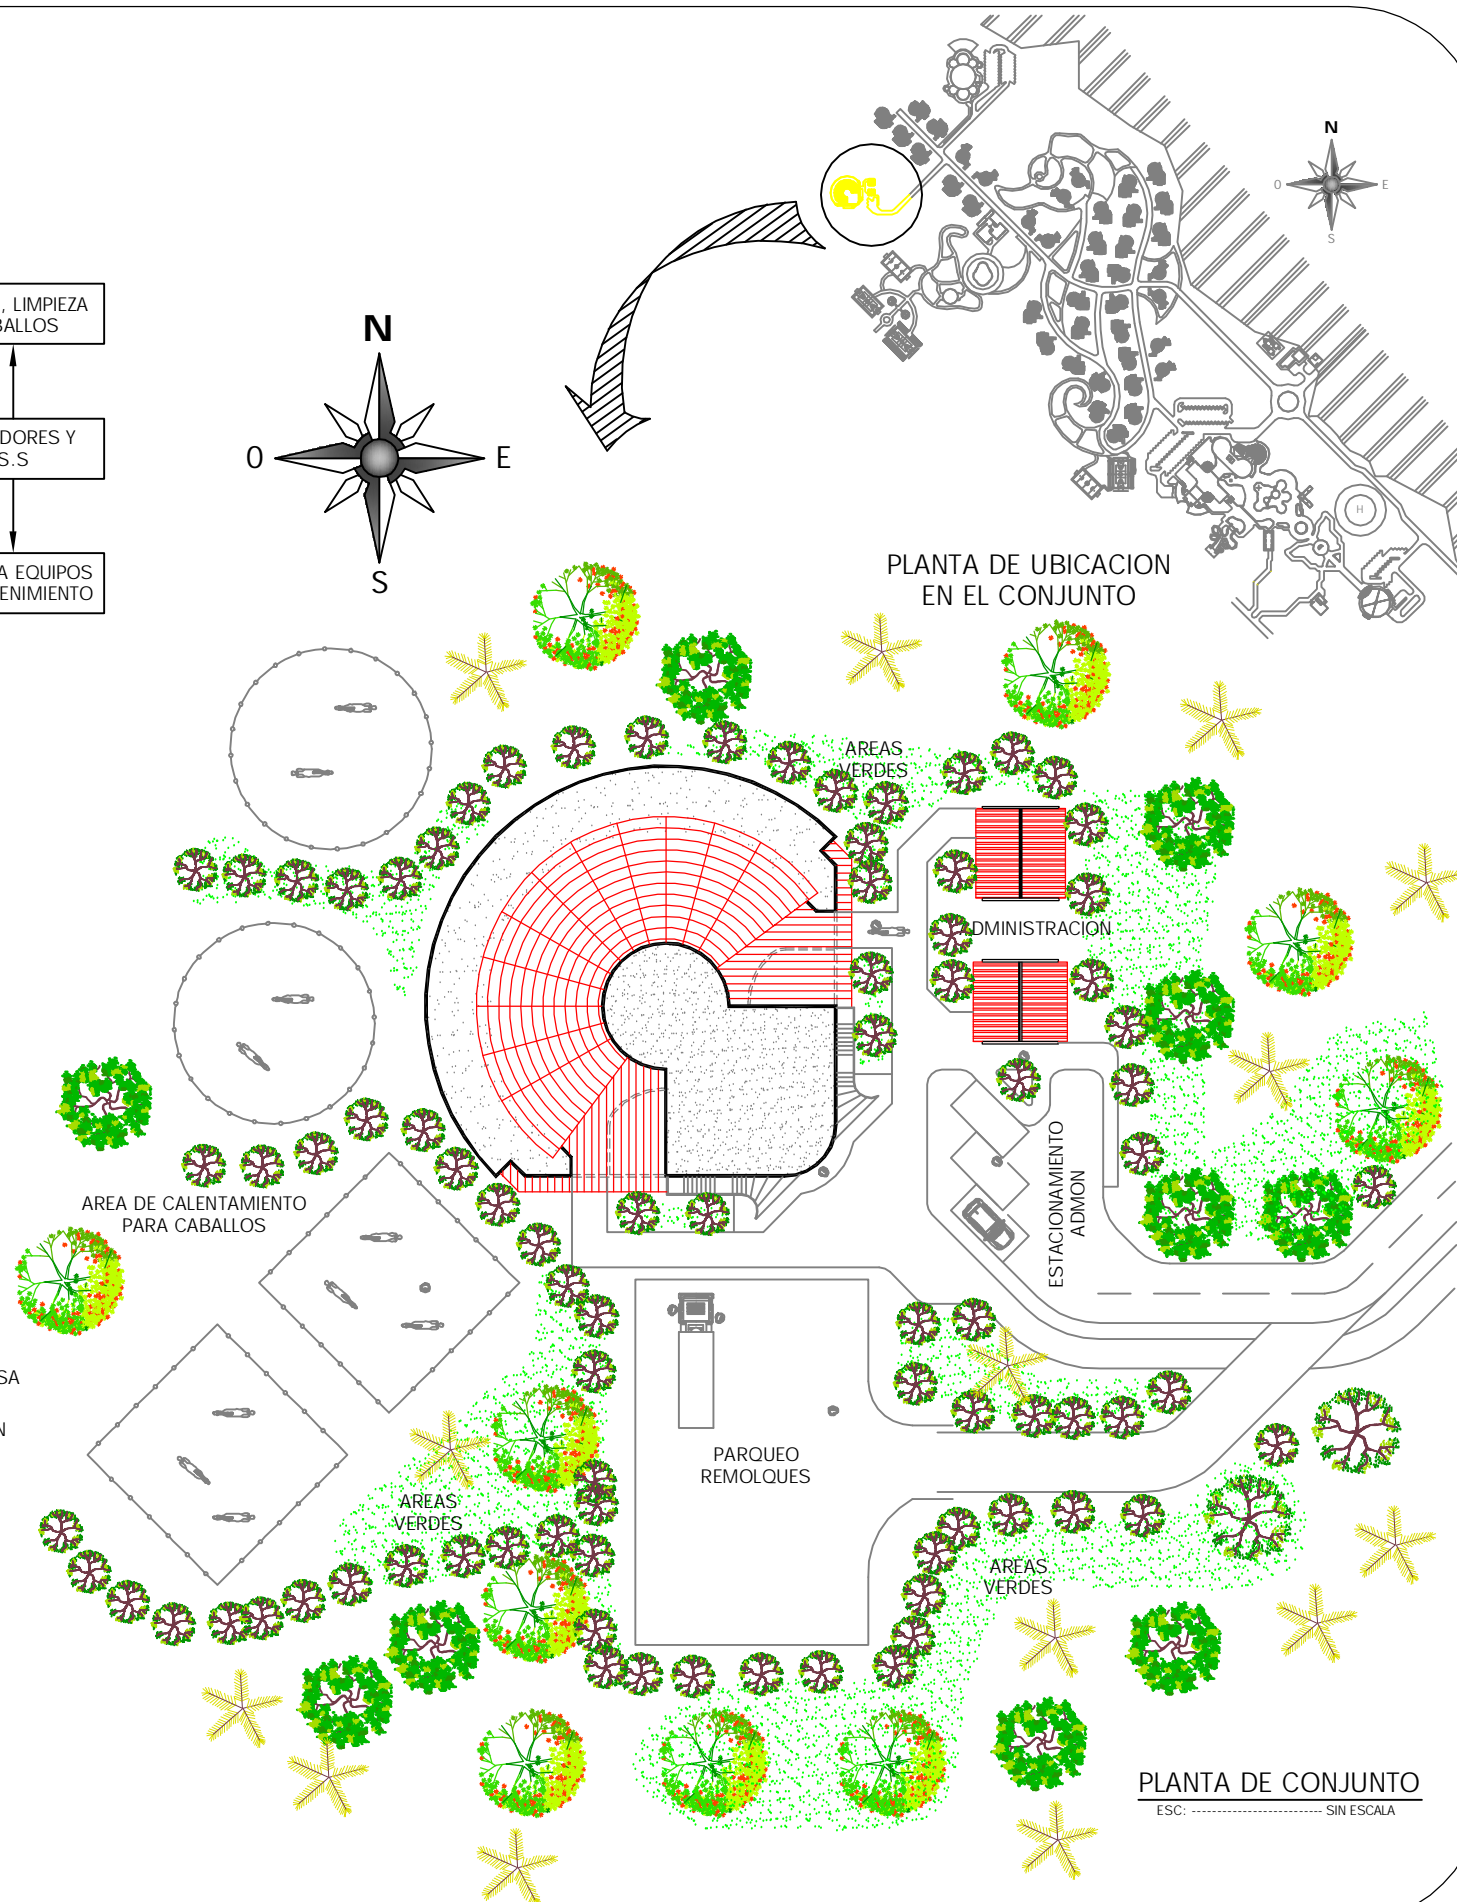 N
O
E
S
, LIMPIEZA
BALLOS
DORES Y
S.S
A EQUIPOS
ENIMIENTO
N
O
E
S
H
PLANTA DE UBICACION
EN EL CONJUNTO
AREAS
VERDES
DMINISTRACION
AREA DE CALENTAMIENTO
PARA CABALLOS
ESTACIONAMIENTO
ADMON
SA
N
PARQUEO
REMOLQUES
AREAS
VERDES
AREAS
VERDES
PLANTA DE CONJUNTO
ESC: -------------------------- SIN ESCALA